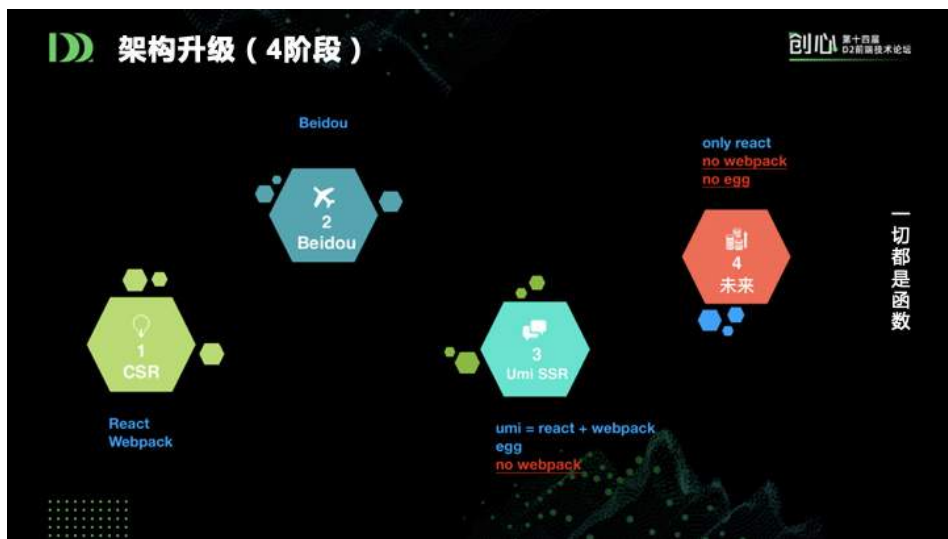 架构升级（4阶段）
创心 第十四届
D2前端技术论坛
Beidou
2
Beidou
only react
no webpack
no egg
4
未来
一切都是函数
1
CSR
React
Webpack
3
Umi SSR
umi = react + webpack
egg
no webpack